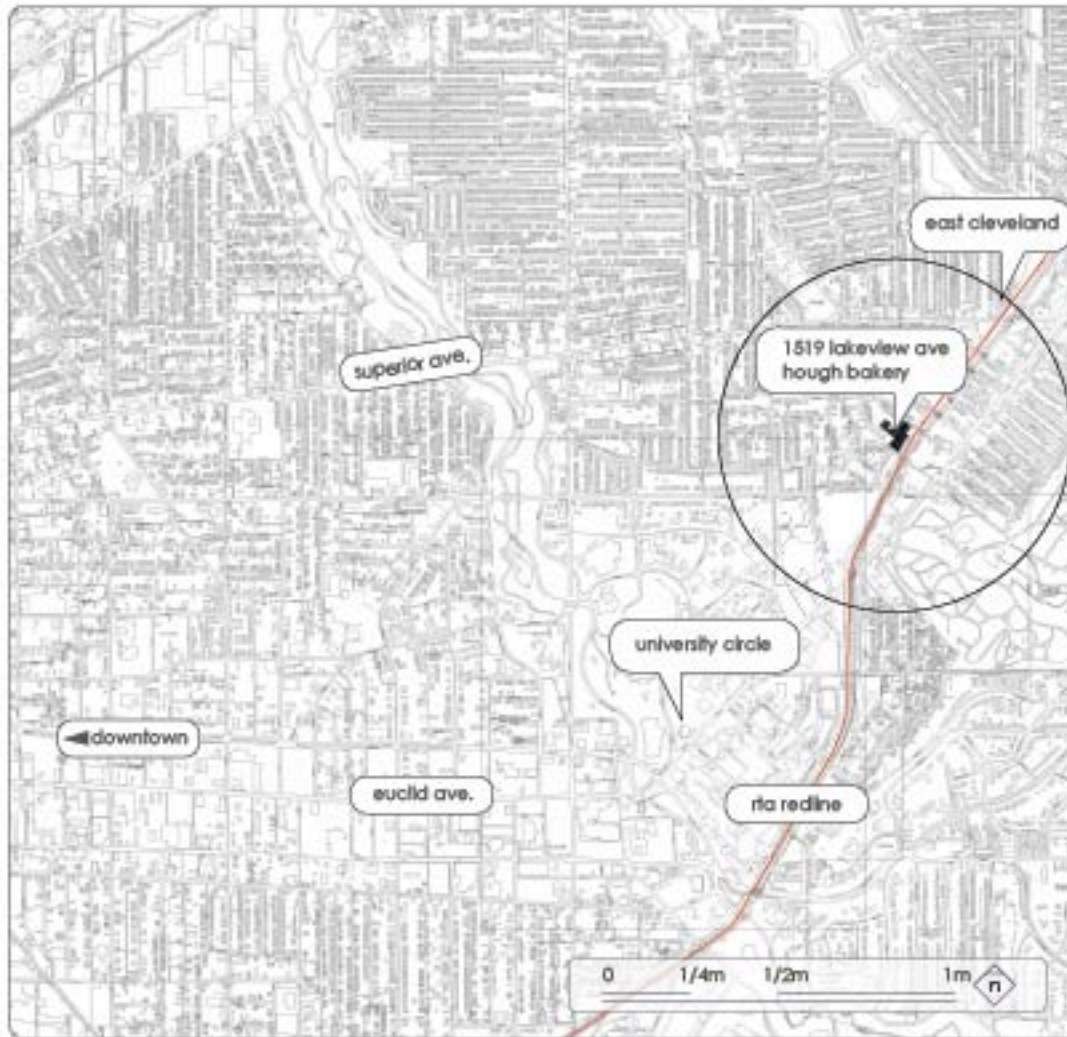 east cleveland
1519 lakeview ave
hough bakery
superior ave.
university circle
downtown
euclid ave.
rta redline
0 1/4m 1/2m 1m n